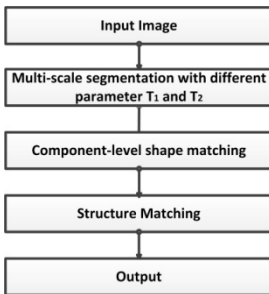 Input Image
Multi-scale segmentation with different
parameter T₁ and T₂
Component-level shape matching
Structure Matching
Output